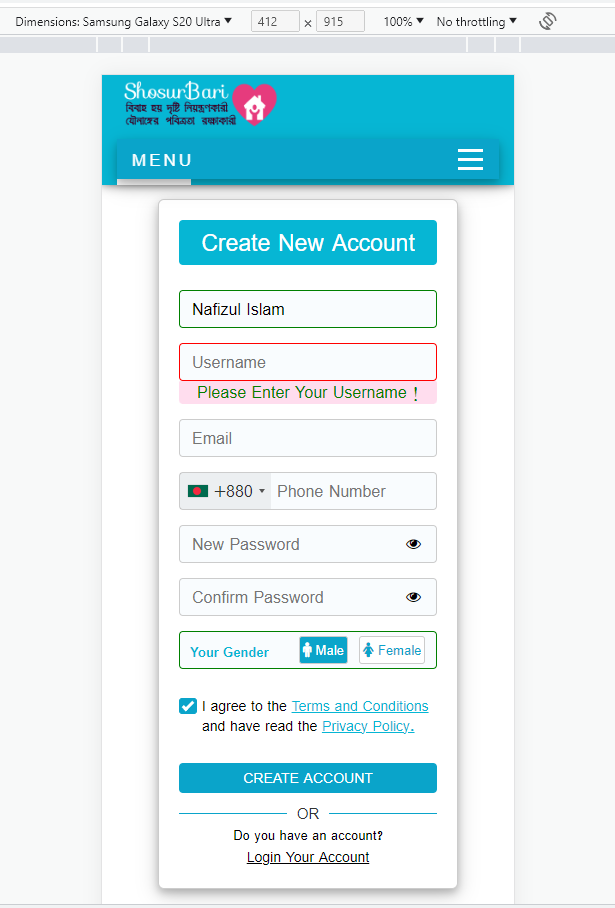 Dimensions: Samsung Galaxy S20 Ultra ▼ 412 x 915 100% ▼ No throttling ▼
ShosurBari
বিবাহ হয় দৃষ্টি নিয়ন্ত্রণকারী
যৌনাঙ্গের পবিত্রতা রক্ষাকারী
MENU
Create New Account
Nafizul Islam
Username
Please Enter Your Username !
Email
+880 Phone Number
New Password
Confirm Password
Your Gender Male Female
I agree to the Terms and Conditions
and have read the Privacy Policy.
CREATE ACCOUNT
OR
Do you have an account?
Login Your Account